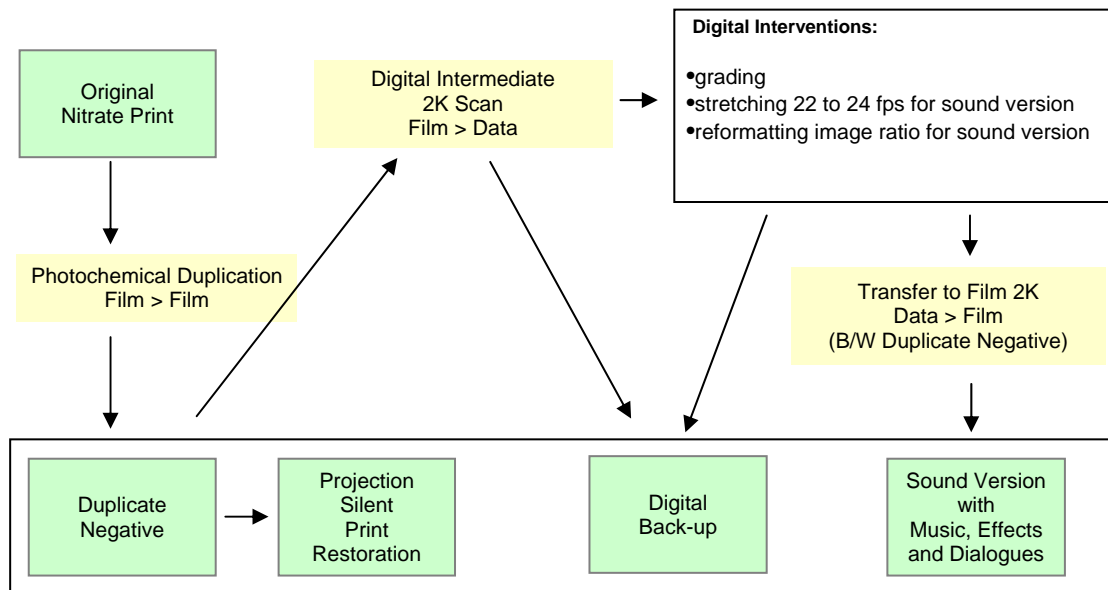 Original
Nitrate Print
Digital Intermediate
2K Scan
Film > Data
Digital Interventions:
•grading
•stretching 22 to 24 fps for sound version
•reformatting image ratio for sound version
Photochemical Duplication
Film > Film
Transfer to Film 2K
Data > Film
(B/W Duplicate Negative)
Duplicate
Negative
Projection
Silent
Print
Restoration
Digital
Back-up
Sound Version
with
Music, Effects
and Dialogues